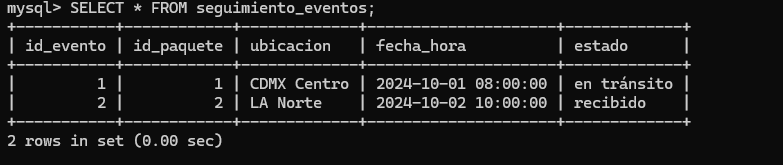 mysql> SELECT * FROM seguimiento_eventos;
+-----------+------------+-------------+---------------------+-------------+
| id_evento | id_paquete | ubicacion   | fecha_hora          | estado      |
+-----------+------------+-------------+---------------------+-------------+
|         1 |          1 | CDMX Centro | 2024-10-01 08:00:00 | en tránsito |
|         2 |          2 | LA Norte    | 2024-10-02 10:00:00 | recibido    |
+-----------+------------+-------------+---------------------+-------------+
2 rows in set (0.00 sec)